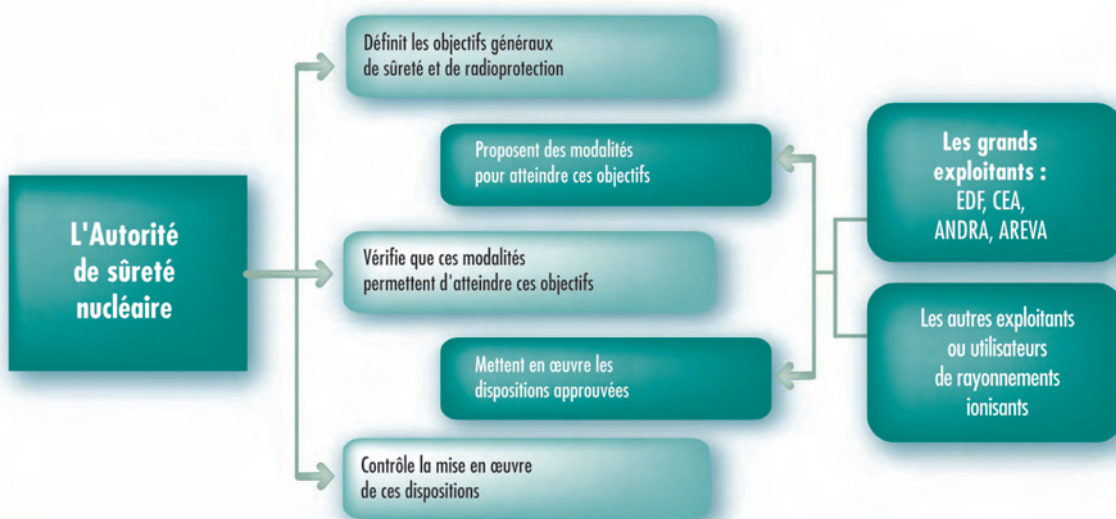 L'Autorité
de sûreté
nucléaire
Définit les objectifs généraux
de sûreté et de radioprotection
Proposent des modalités
pour atteindre ces objectifs
Vérifie que ces modalités
permettent d'atteindre ces objectifs
Mettent en œuvre les
dispositions approuvées
Contrôle la mise en œuvre
de ces dispositions
Les grands
exploitants :
EDF, CEA,
ANDRA, AREVA
Les autres exploitants
ou utilisateurs
de rayonnements
ionisants